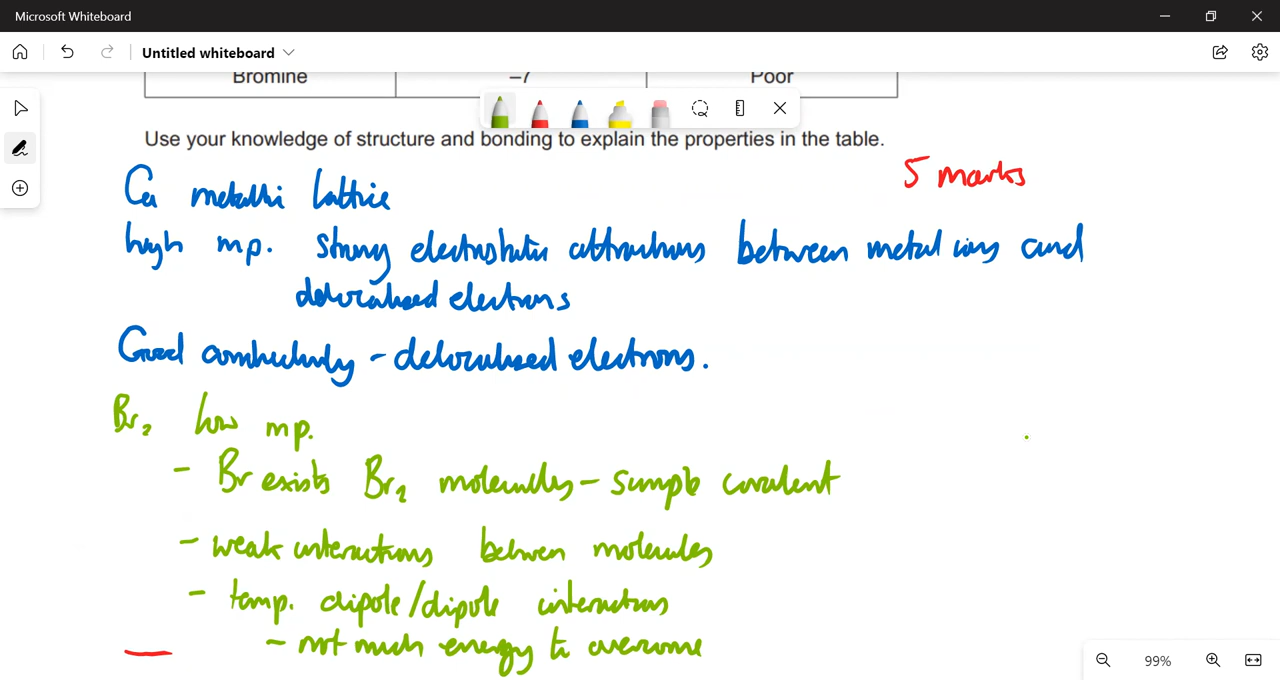 Microsoft Whiteboard
Untitled whiteboard
Bromine –7 Poor
Use your knowledge of structure and bonding to explain the properties in the table.
5 marks
Ca metallic lattice
high mp. strong electrostatic attractions between metal ions and
delocalised electrons
Good conductivity - delocalised electrons.
Br2 low mp.
- Br exists Br2 molecules - simple covalent
- weak interactions between molecules
- temp. dipole/dipole interactions
- not much energy to overcome
99%